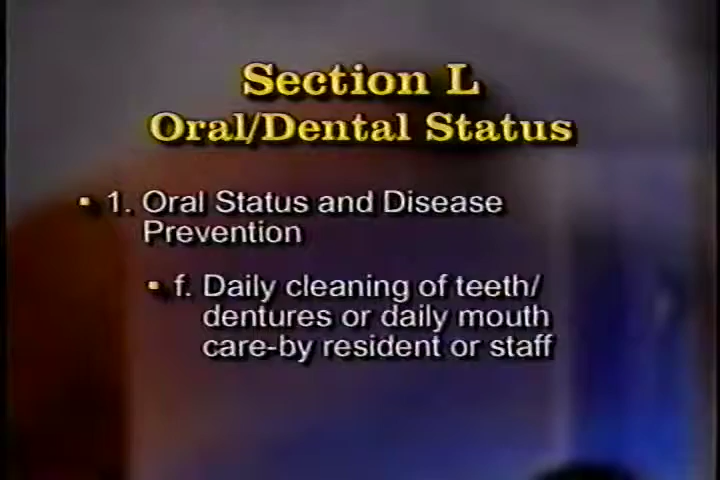 Section L
Oral/Dental Status
• 1. Oral Status and Disease
Prevention
• f. Daily cleaning of teeth/
dentures or daily mouth
care-by resident or staff